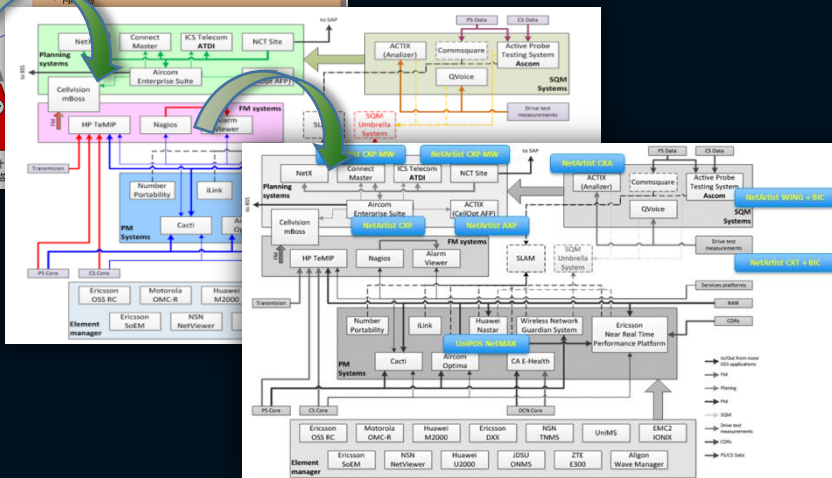 to SAP
PS Data
CS Data
Connect
Master
ICS Telecom
ATDI
NCT Site
Planning
systems
to BSS
Aircom
Enterprise Suite
Cellvision
mBoss
ACTIX
(Analizer)
Commsquare
Active Probe
Testing System
Ascom
QVoice
SQM
Systems
Drive test
measurements
FM systems
FM
HP TeMIP
Nagios
Alarm
Viewer
SQM
Umbrella
System
Transmission
Number
Portability
iLink
PM
Systems
Cacti
PS Core
CS Core
Ericsson
OSS RC
Motorola
OMC-R
Huawei
M2000
Ericsson
SoEM
NSN
NetViewer
Element
manager
NetArtist CXP-MW
NetArtist CXP-MW
to SAP
PS Data
CS Data
NetX
Connect
Master
ICS Telecom
ATDI
NCT Site
Planning
systems
to BSS
Aircom
Enterprise Suite
ACTIX
(CellOpt AFP)
Cellvision
mBoss
NetArtist CXP
NetArtist AXP
NetArtist CXA
ACTIX
(Analizer)
Commsquare
Active Probe
Testing System
Ascom
QVoice
SQM
Systems
NetArtist WING + BIC
NetArtist CXT + BIC
FM systems
FM
HP TeMIP
Nagios
Alarm
Viewer
SLAM
SQM
Umbrella
System
Drive test
measurements
Services platforms
RAN
CDRs
Transmission
Number
Portability
iLink
Huawei
Nastar
Wireless Network
Guardian System
Ericsson
Near Real Time
Performance Platform
UniPOS NetMAX
PM
Systems
Cacti
Aircom
Optima
CA E-Health
PS Core
CS Core
DCN Core
In/Out from noise
OSS applications
FM
Planing
PM
SQM
Drive test
measurements
CDRs
PS/CS Data
Ericsson
OSS RC
Motorola
OMC-R
Huawei
M2000
Ericsson
DXX
NSN
TNMS
UniMS
EMC2
IONIX
Element
manager
Ericsson
SoEM
NSN
NetViewer
Huawei
U2000
JDSU
ONMS
ZTE
E300
Aligon
Wave Manager